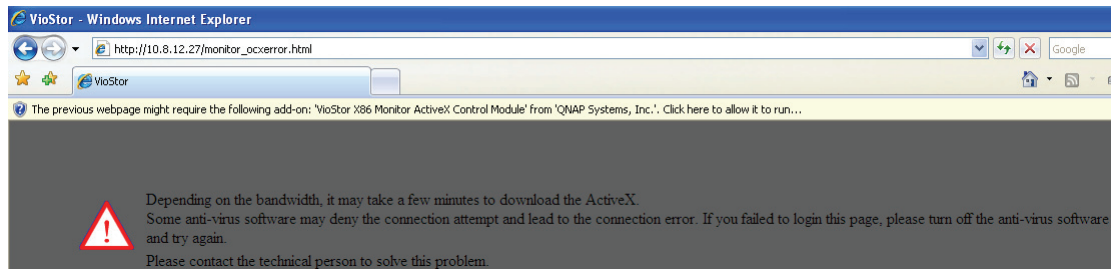 VioStor - Windows Internet Explorer
http://10.8.12.27/monitor_ocxerror.html
Google
VioStor
The previous webpage might require the following add-on: 'VioStor X86 Monitor ActiveX Control Module' from 'QNAP Systems, Inc.'. Click here to allow it to run...
Depending on the bandwidth, it may take a few minutes to download the ActiveX.
Some anti-virus software may deny the connection attempt and lead to the connection error. If you failed to login this page, please turn off the anti-virus software
and try again.
Please contact the technical person to solve this problem.